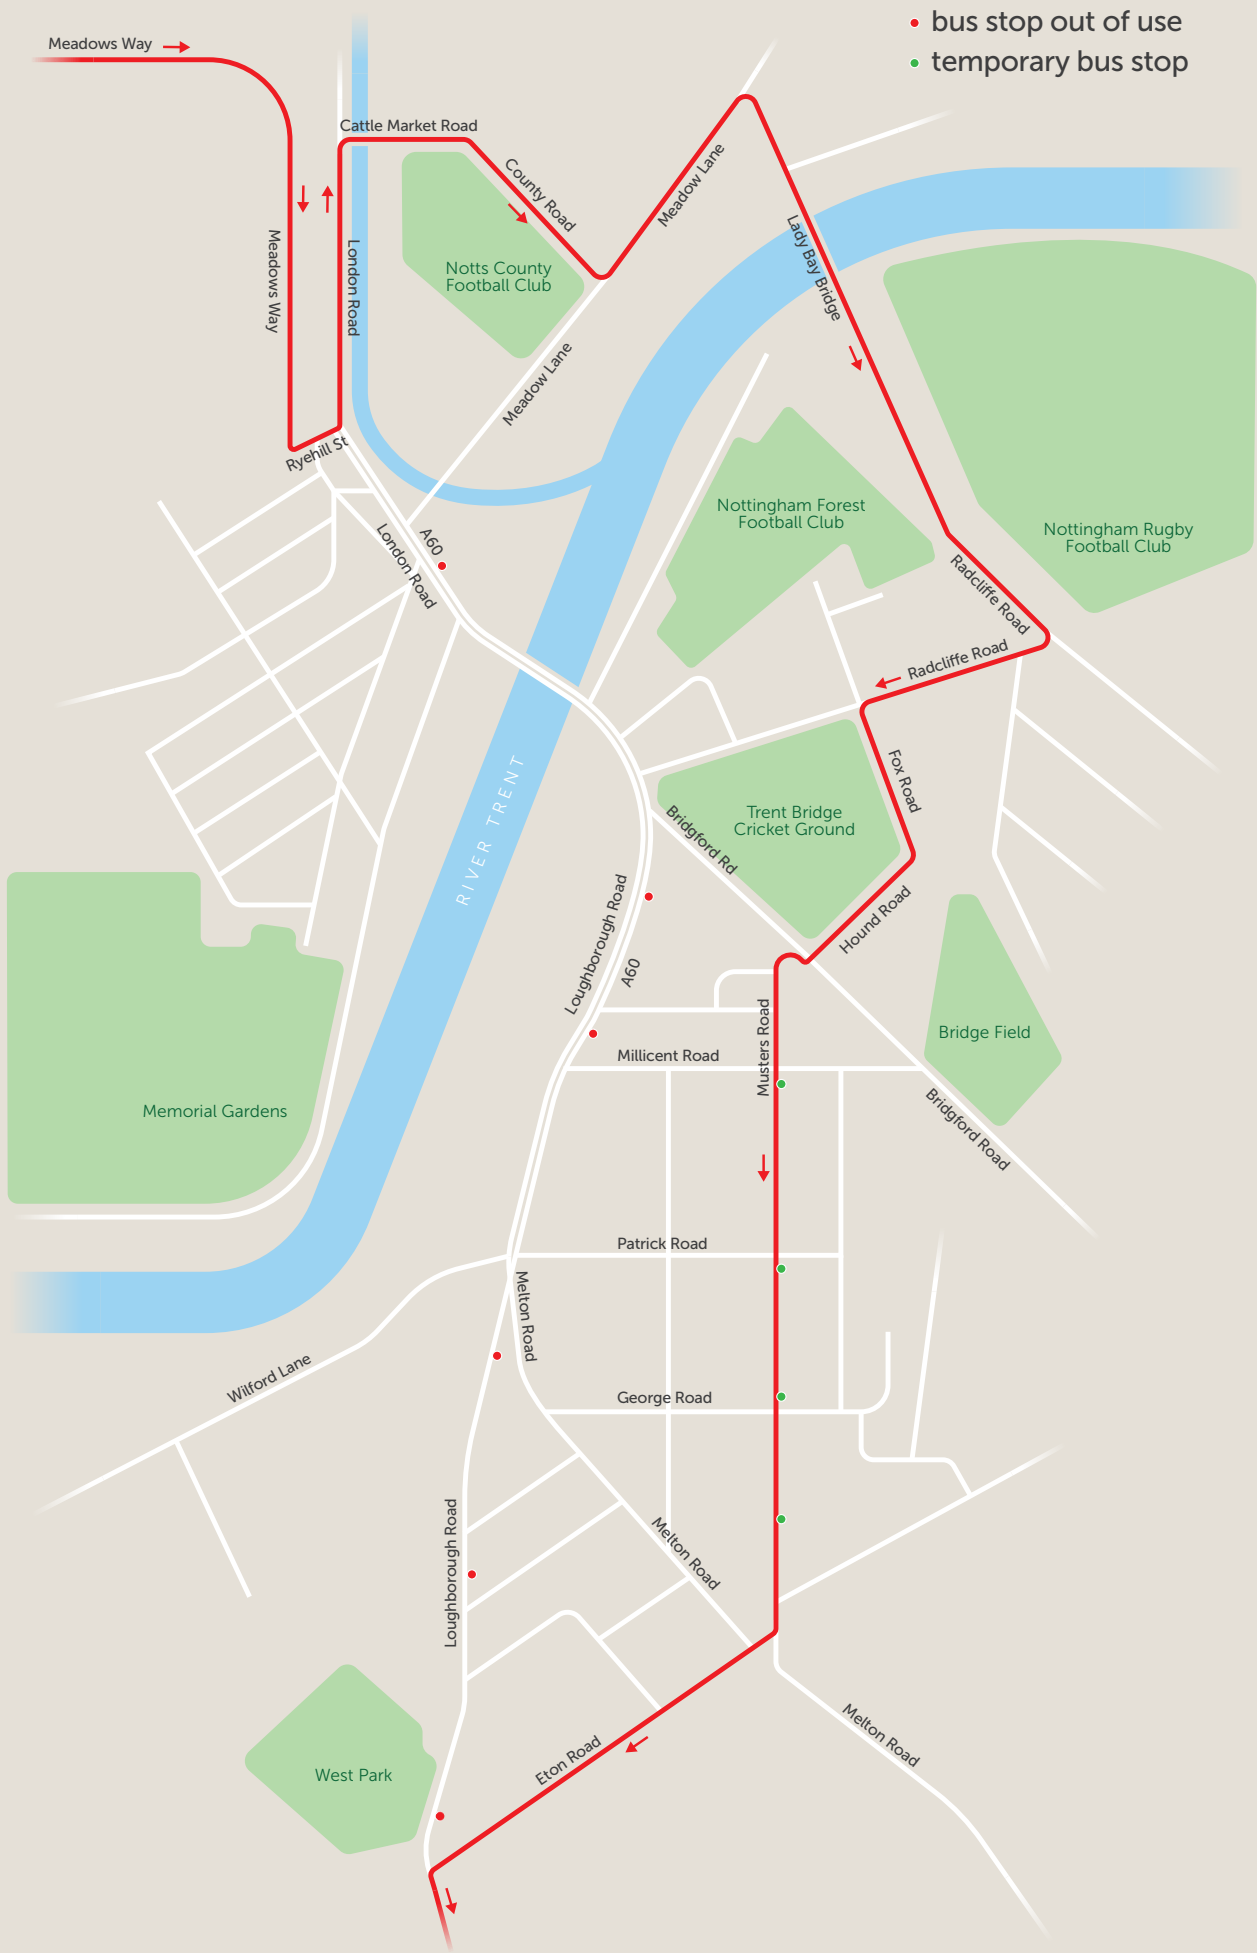 bus stop out of use
temporary bus stop
Meadows Way
Cattle Market Road
County Road
Meadow Lane
Lady Bay Bridge
Meadows Way
London Road
Notts County
Football Club
Meadow Lane
Ryehill St
A60
London Road
Nottingham Forest
Football Club
Nottingham Rugby
Football Club
Radcliffe Road
Radcliffe Road
Fox Road
RIVER TRENT
Trent Bridge
Cricket Ground
Bridgford Rd
Hound Road
Loughborough Road
A60
Musters Road
Millicent Road
Bridge Field
Bridgford Road
Memorial Gardens
Patrick Road
Melton Road
Wilford Lane
George Road
Loughborough Road
Melton Road
Melton Road
Eton Road
West Park